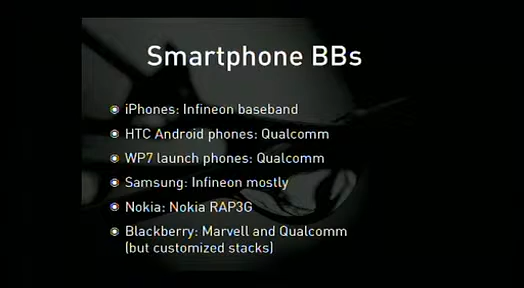 Smartphone BBs
iPhones: Infineon baseband
HTC Android phones: Qualcomm
WP7 launch phones: Qualcomm
Samsung: Infineon mostly
Nokia: Nokia RAP3G
Blackberry: Marvell and Qualcomm
(but customized stacks)